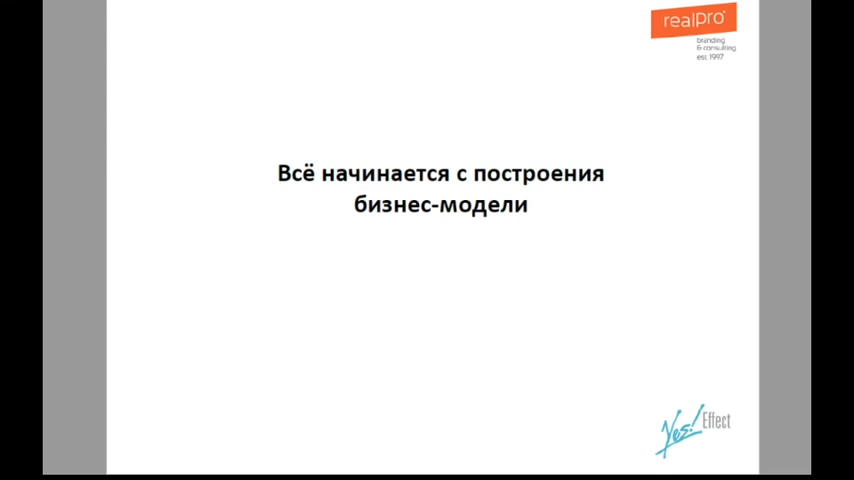 realpro
branding
& consulting
est 1997
Всё начинается с построения
бизнес-модели
Yes! Effect